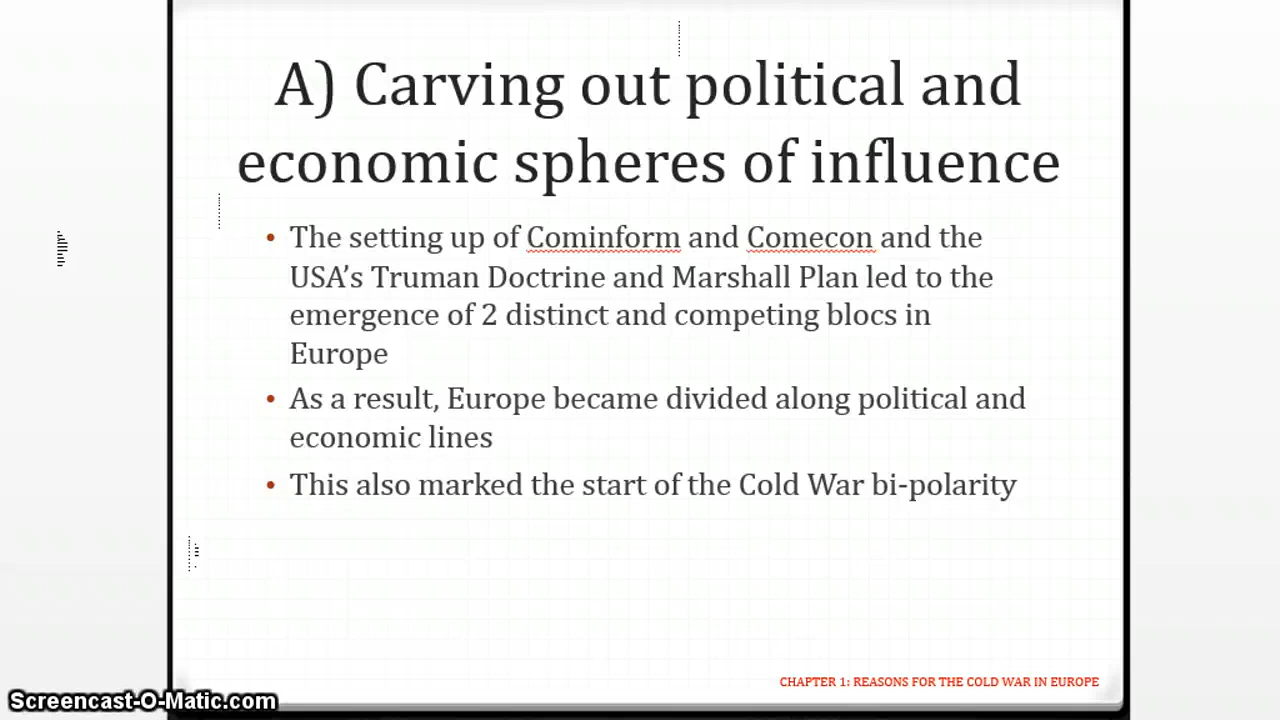 A) Carving out political and
economic spheres of influence
• The setting up of Cominform and Comecon and the
USA’s Truman Doctrine and Marshall Plan led to the
emergence of 2 distinct and competing blocs in
Europe
• As a result, Europe became divided along political and
economic lines
• This also marked the start of the Cold War bi-polarity
CHAPTER 1: REASONS FOR THE COLD WAR IN EUROPE
Screencast-O-Matic.com